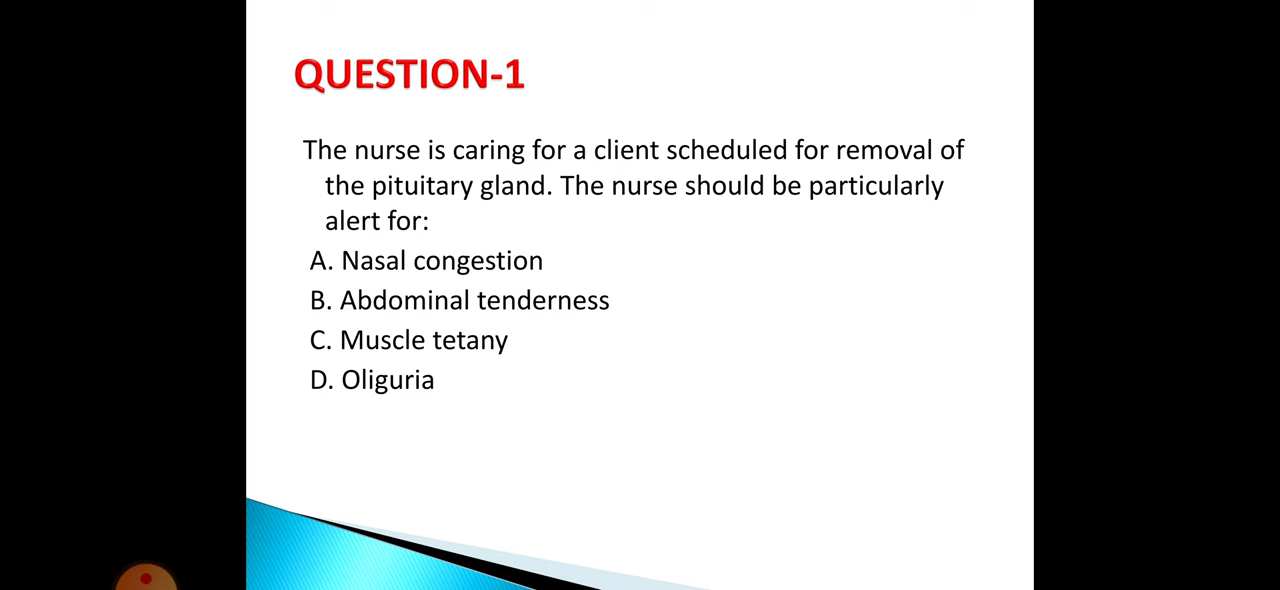 QUESTION-1
The nurse is caring for a client scheduled for removal of
the pituitary gland. The nurse should be particularly
alert for:
A. Nasal congestion
B. Abdominal tenderness
C. Muscle tetany
D. Oliguria